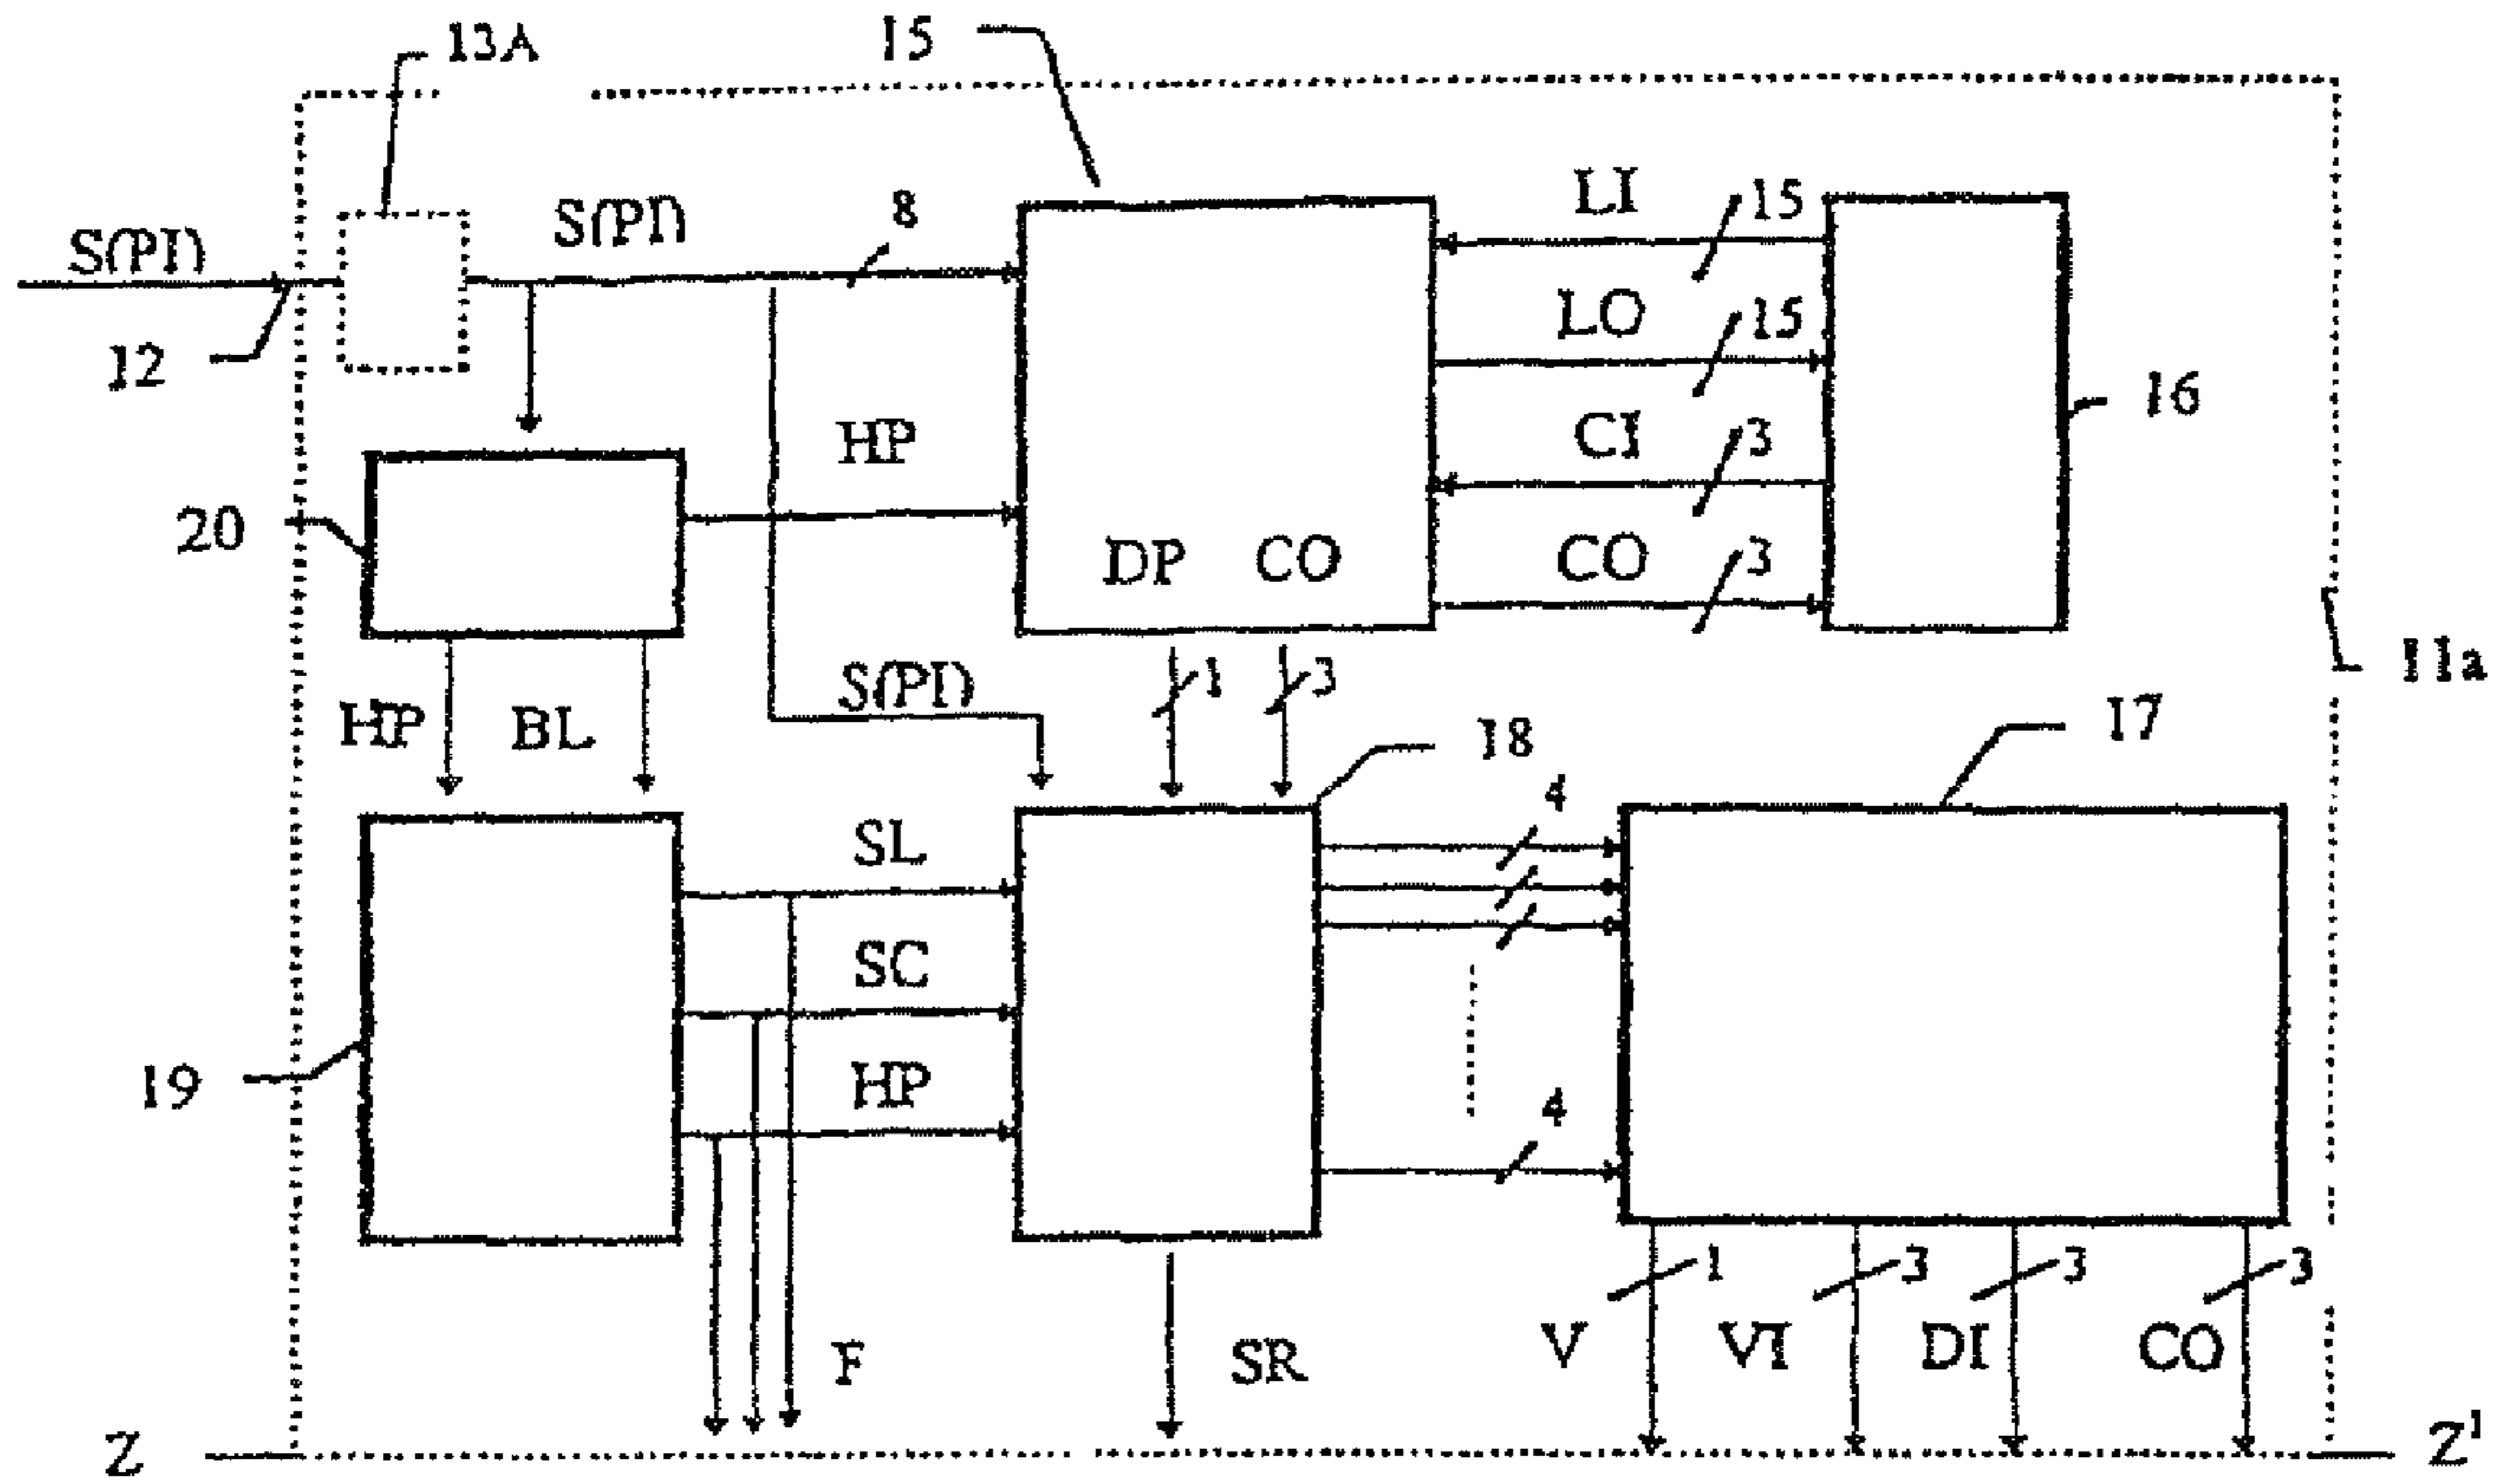 13A
15
S(PI)
S(PI)
8
LI
15
12
LO
15
HP
CI
3
16
20
DP
CO
CO
3
11a
HP
BL
S(PI)
1
3
18
17
SL
4
SC
19
HP
4
F
SR
V
1
VI
3
DI
3
CO
3
Z
Z'